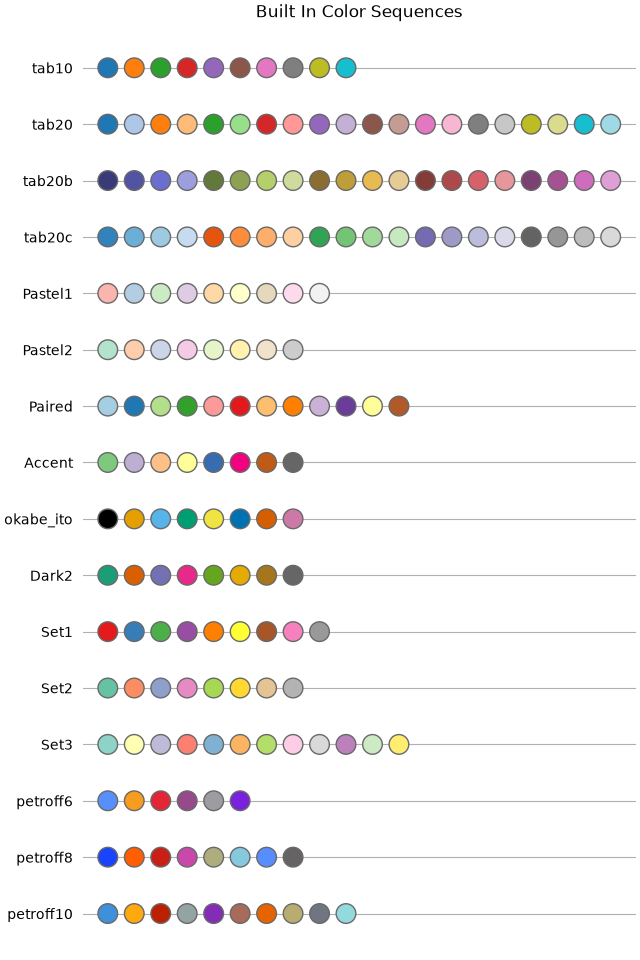 Built In Color Sequences
tab10
tab20
tab20b
tab20c
Pastel1
Pastel2
Paired
Accent
okabe_ito
Dark2
Set1
Set2
Set3
petroff6
petroff8
petroff10